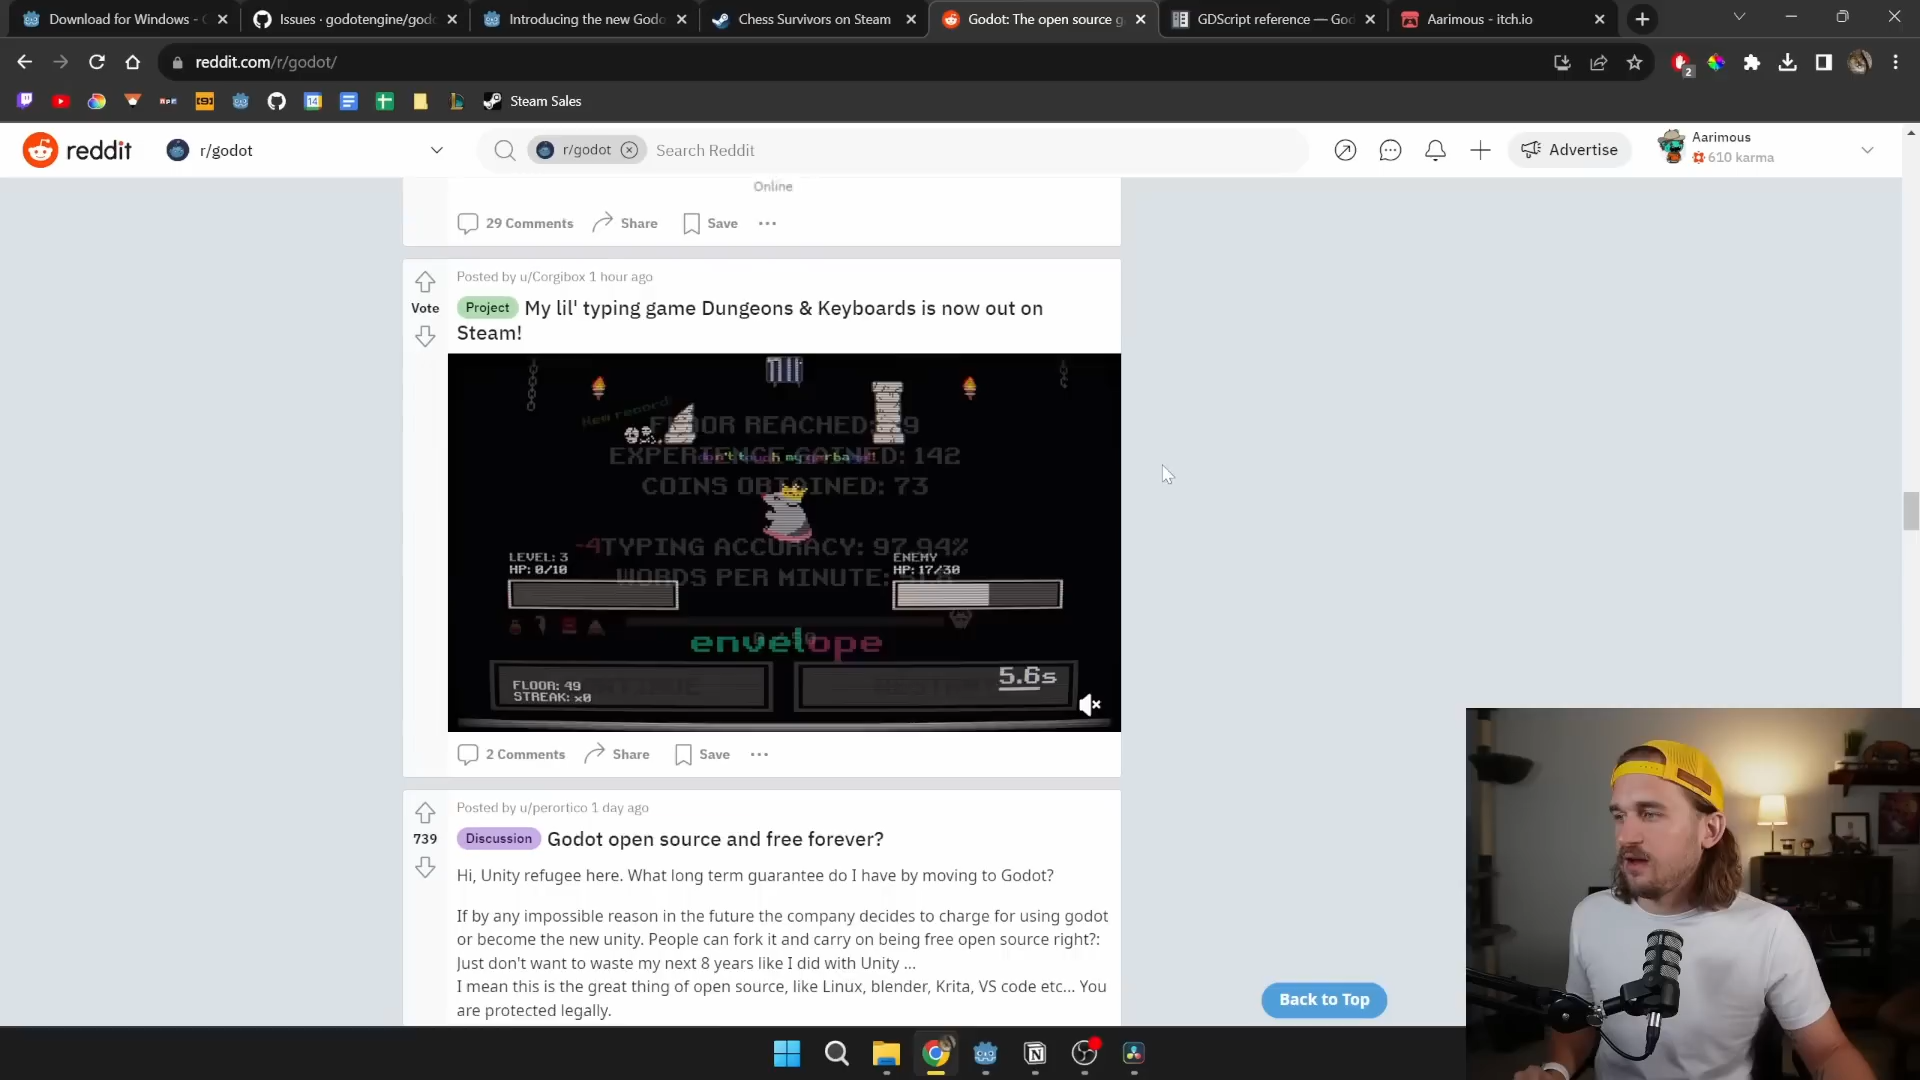 Download for Windows -
Issues · godotengine/god
Introducing the new Godo
Chess Survivors on Steam
Godot: The open source g
GDScript reference — God
Aarimous - itch.io
reddit.com/r/godot/
2
Steam Sales
reddit
r/godot
r/godot
Search Reddit
Advertise
Aarimous
610 karma
Online
29 Comments
Share
Save
Posted by u/Corgibox 1 hour ago
Vote
Project
My lil' typing game Dungeons & Keyboards is now out on
Steam!
New record
FLOOR REACHED:
EXPERIENCE GAINED: 142
COINS OBTAINED: 73
-4
TYPING ACCURACY: 97.94%
WORDS PER MINUTE:
LEVEL: 3
HP: 0/10
ENEMY
HP: 17/30
envelope
FLOOR: 49
STREAK: x0
5.6s
2 Comments
Share
Save
Posted by u/perortico 1 day ago
739
Discussion
Godot open source and free forever?
Hi, Unity refugee here. What long term guarantee do I have by moving to Godot?
If by any impossible reason in the future the company decides to charge for using godot
or become the new unity. People can fork it and carry on being free open source right?:
Just don't want to waste my next 8 years like I did with Unity ...
I mean this is the great thing of open source, like Linux, blender, Krita, VS code etc... You
are protected legally.
Back to Top